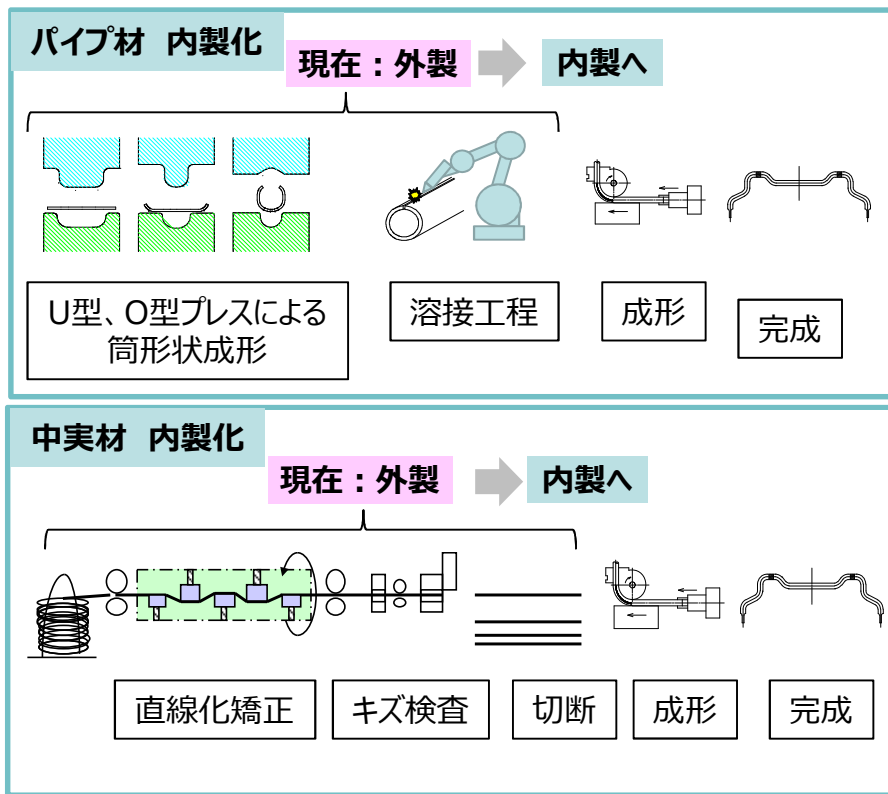 パイプ材 内製化
現在：外製
内製へ
U型、O型プレスによる
筒形状成形
溶接工程
成形
完成
中実材 内製化
現在：外製
内製へ
直線化矯正
キズ検査
切断
成形
完成